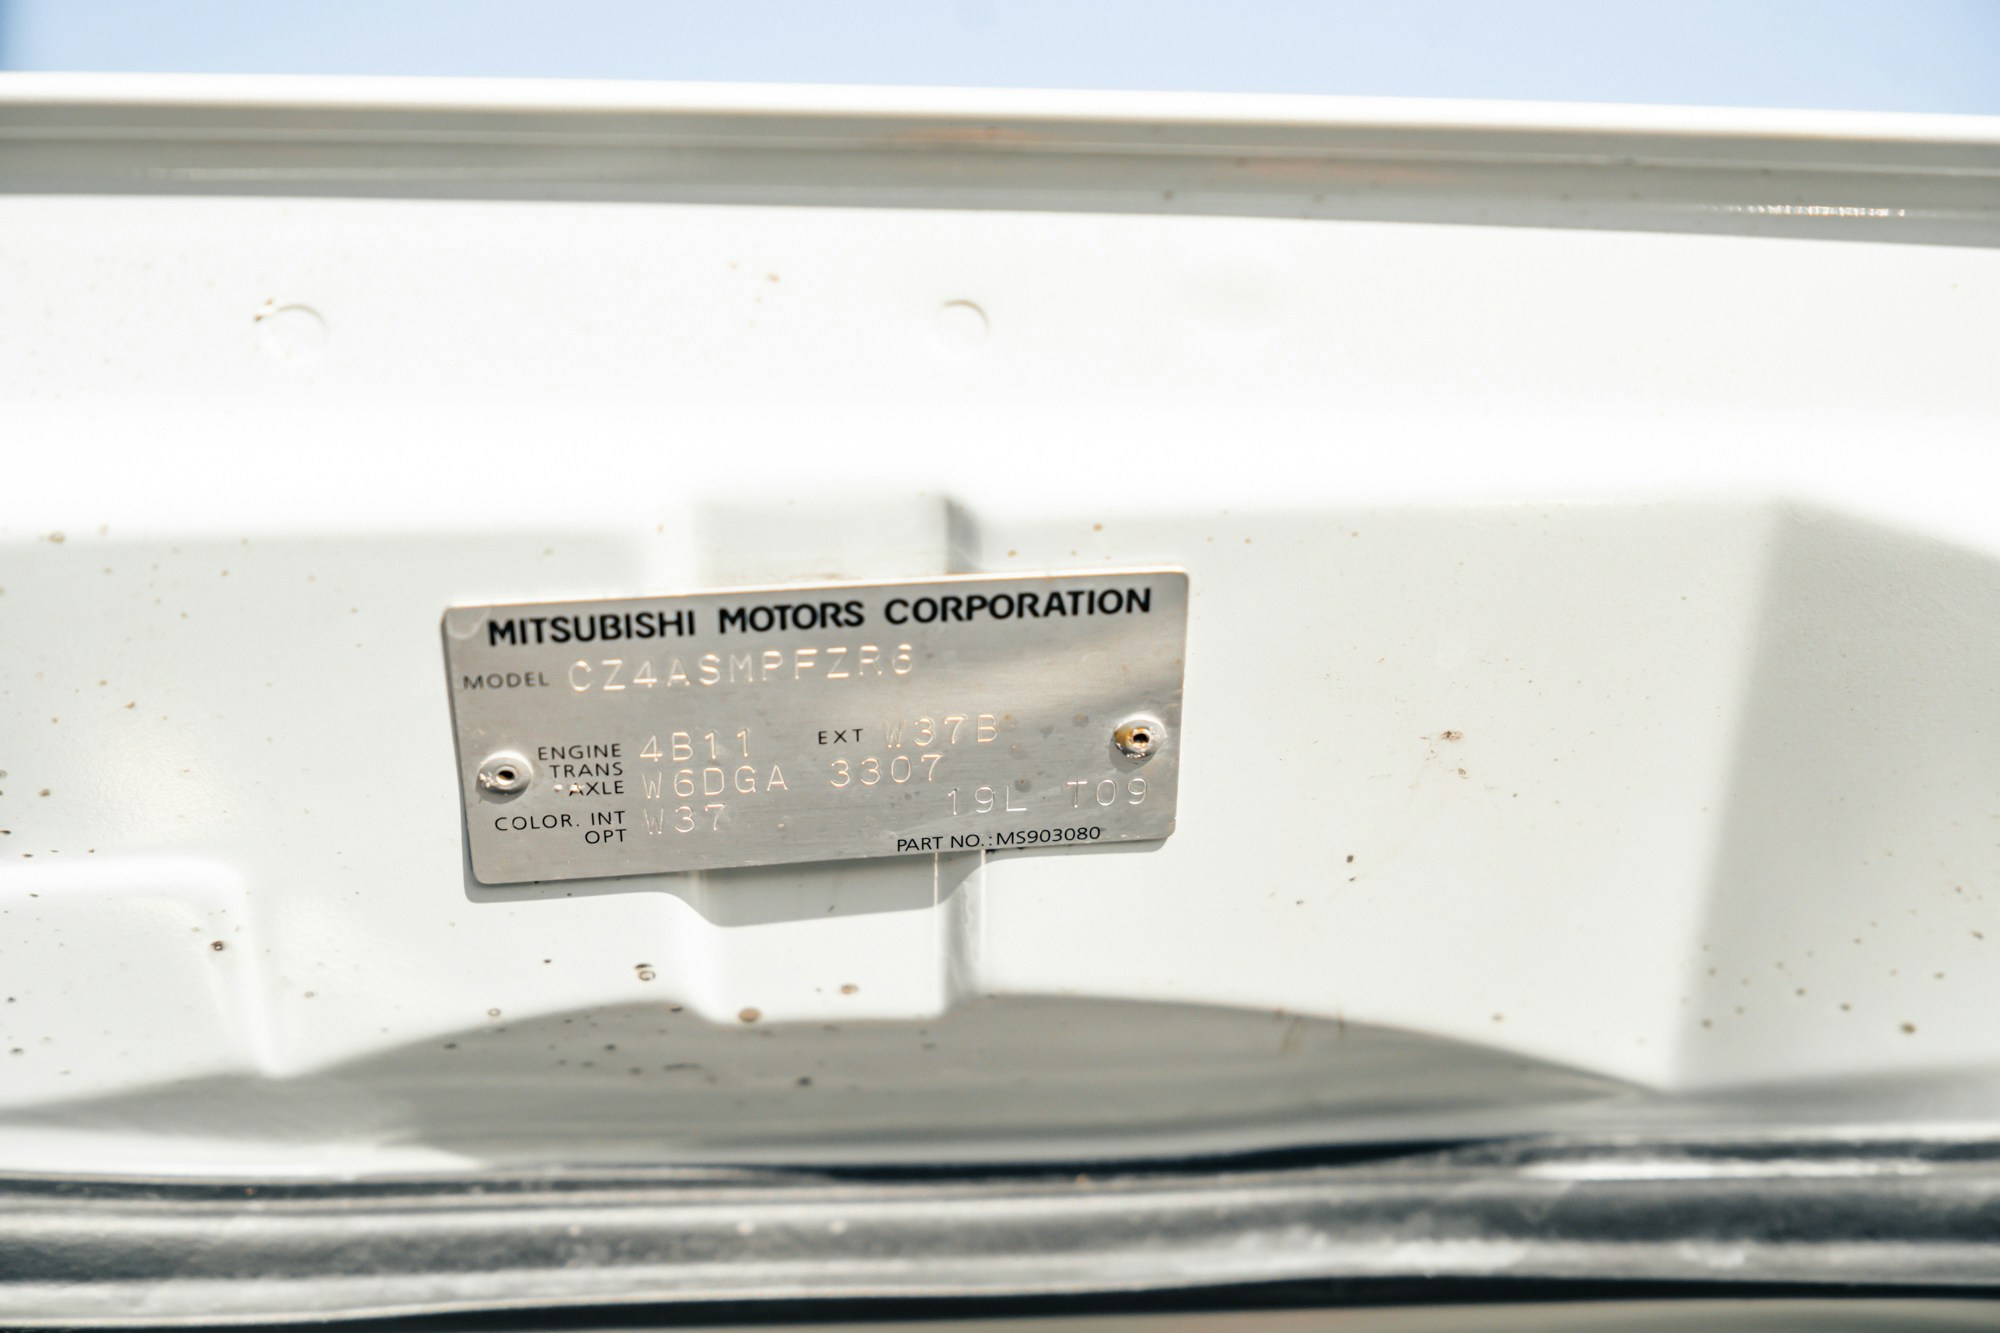 MITSUBISHI MOTORS CORPORATION
MODEL CZ4ASMPFZR6
ENGINE 4B11 EXT W37B
TRANS AXLE W6DGA 3307
COLOR. INT OPT W37 19L T09
PART NO.:MS903080